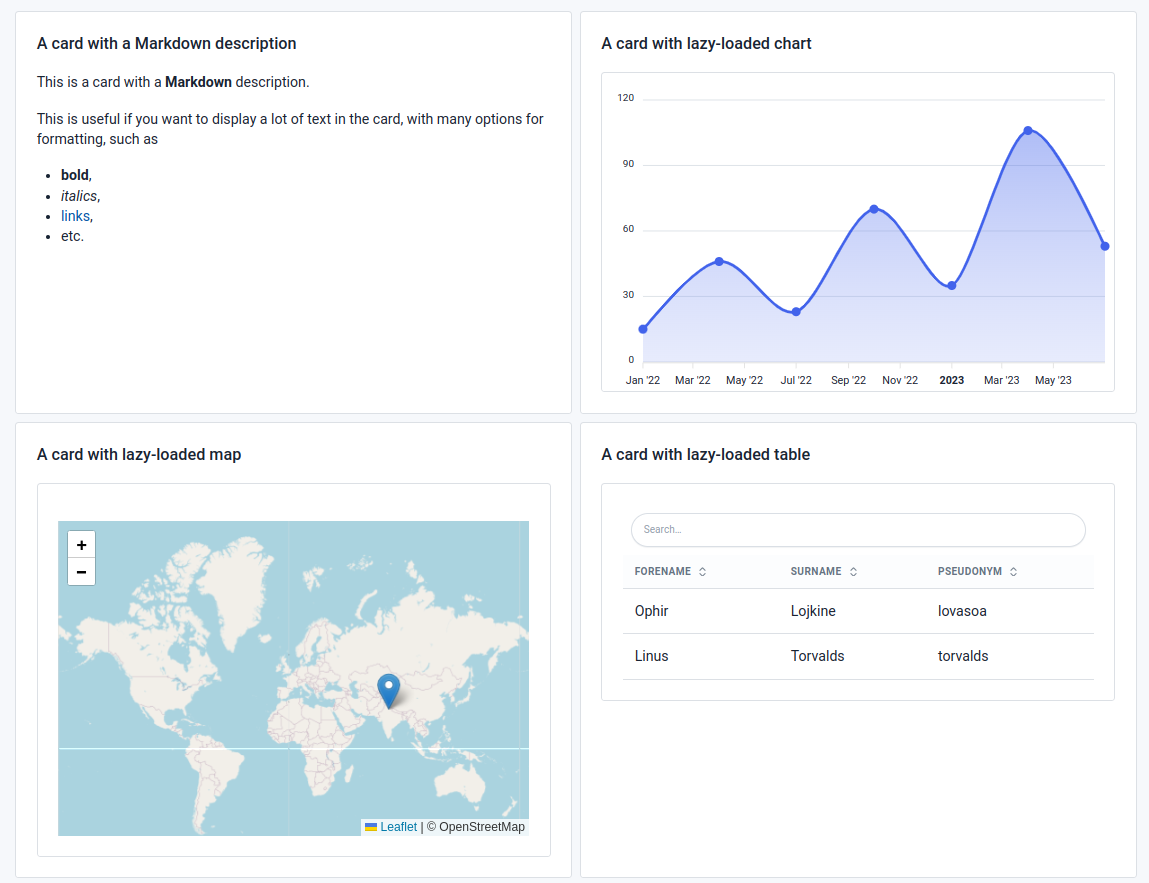 A card with a Markdown description
This is a card with a Markdown description.
This is useful if you want to display a lot of text in the card, with many options for
formatting, such as
• bold,
• italics,
• links,
• etc.
A card with lazy-loaded chart
120
90
60
30
0
Jan '22 Mar '22 May '22 Jul '22 Sep '22 Nov '22 2023 Mar '23 May '23
A card with lazy-loaded map
+
−
Leaflet | © OpenStreetMap
A card with lazy-loaded table
Search…
FORENAME SURNAME PSEUDONYM
Ophir Lojkine lovasoa
Linus Torvalds torvalds